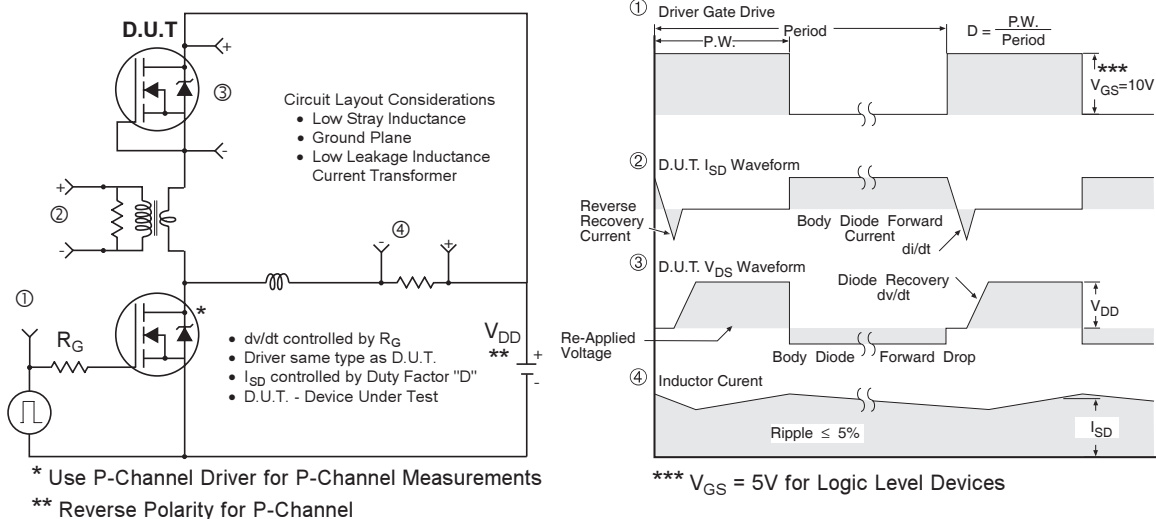 D.U.T
+
③
-
Circuit Layout Considerations
• Low Stray Inductance
• Ground Plane
• Low Leakage Inductance
Current Transformer
+
②
-
④
-
+
①
R_G
*
• dv/dt controlled by R_G
• Driver same type as D.U.T.
• I_SD controlled by Duty Factor "D"
• D.U.T. - Device Under Test
V_DD
**
+
-
* Use P-Channel Driver for P-Channel Measurements
** Reverse Polarity for P-Channel
① Driver Gate Drive
Period
P.W.
D = P.W. / Period
***
V_GS=10V
② D.U.T. I_SD Waveform
Reverse
Recovery
Current
Body Diode Forward
Current
di/dt
③ D.U.T. V_DS Waveform
Diode Recovery
dv/dt
V_DD
Re-Applied
Voltage
Body Diode Forward Drop
④ Inductor Curent
Ripple ≤ 5%
I_SD
*** V_GS = 5V for Logic Level Devices